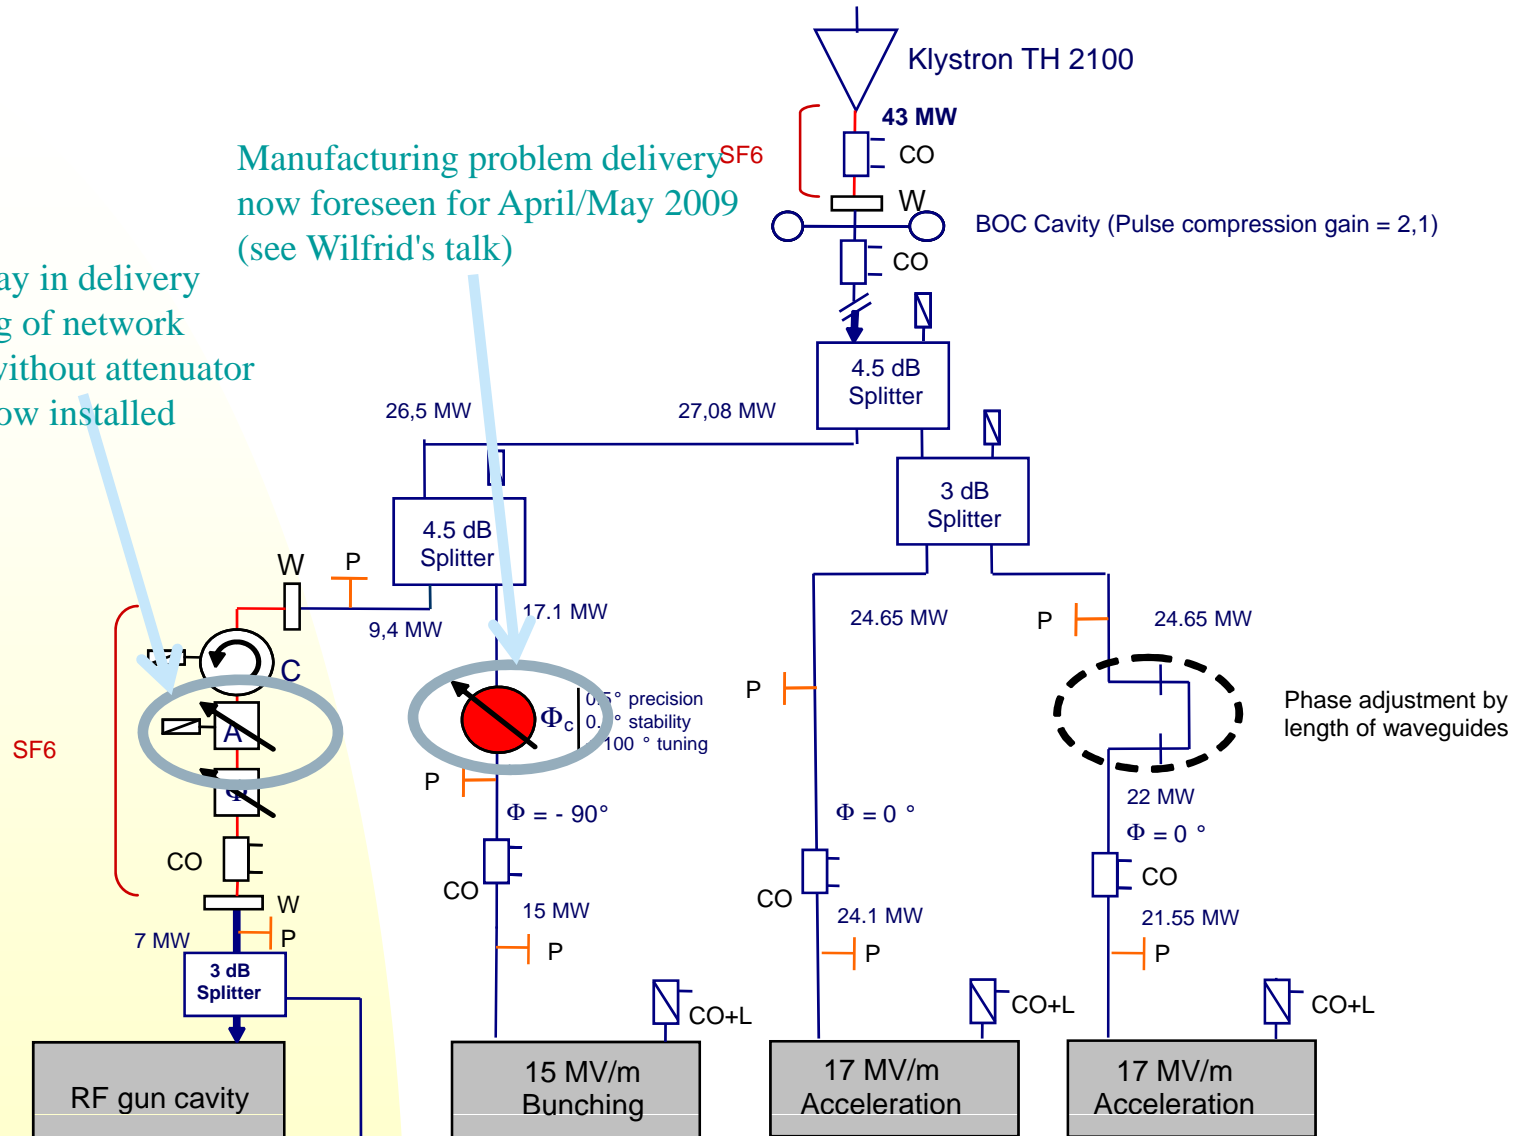 Klystron TH 2100
43 MW
SF6
CO
W
BOC Cavity (Pulse compression gain = 2,1)
CO
Manufacturing problem delivery
now foreseen for April/May 2009
(see Wilfrid's talk)
in delivery
of network
without attenuator
installed
4.5 dB
Splitter
26,5 MW
27,08 MW
3 dB
Splitter
4.5 dB
Splitter
W
P
9,4 MW
17.1 MW
24.65 MW
P
24.65 MW
C
P
A
Φc
precision
stability
100 ° tuning
Phase adjustment by
length of waveguides
SF6
P
Φ
Φ = - 90°
Φ = 0 °
22 MW
Φ = 0 °
CO
CO
CO
CO
W
15 MW
24.1 MW
21.55 MW
7 MW
P
P
P
P
3 dB
Splitter
CO+L
CO+L
CO+L
RF gun cavity
15 MV/m
Bunching
17 MV/m
Acceleration
17 MV/m
Acceleration